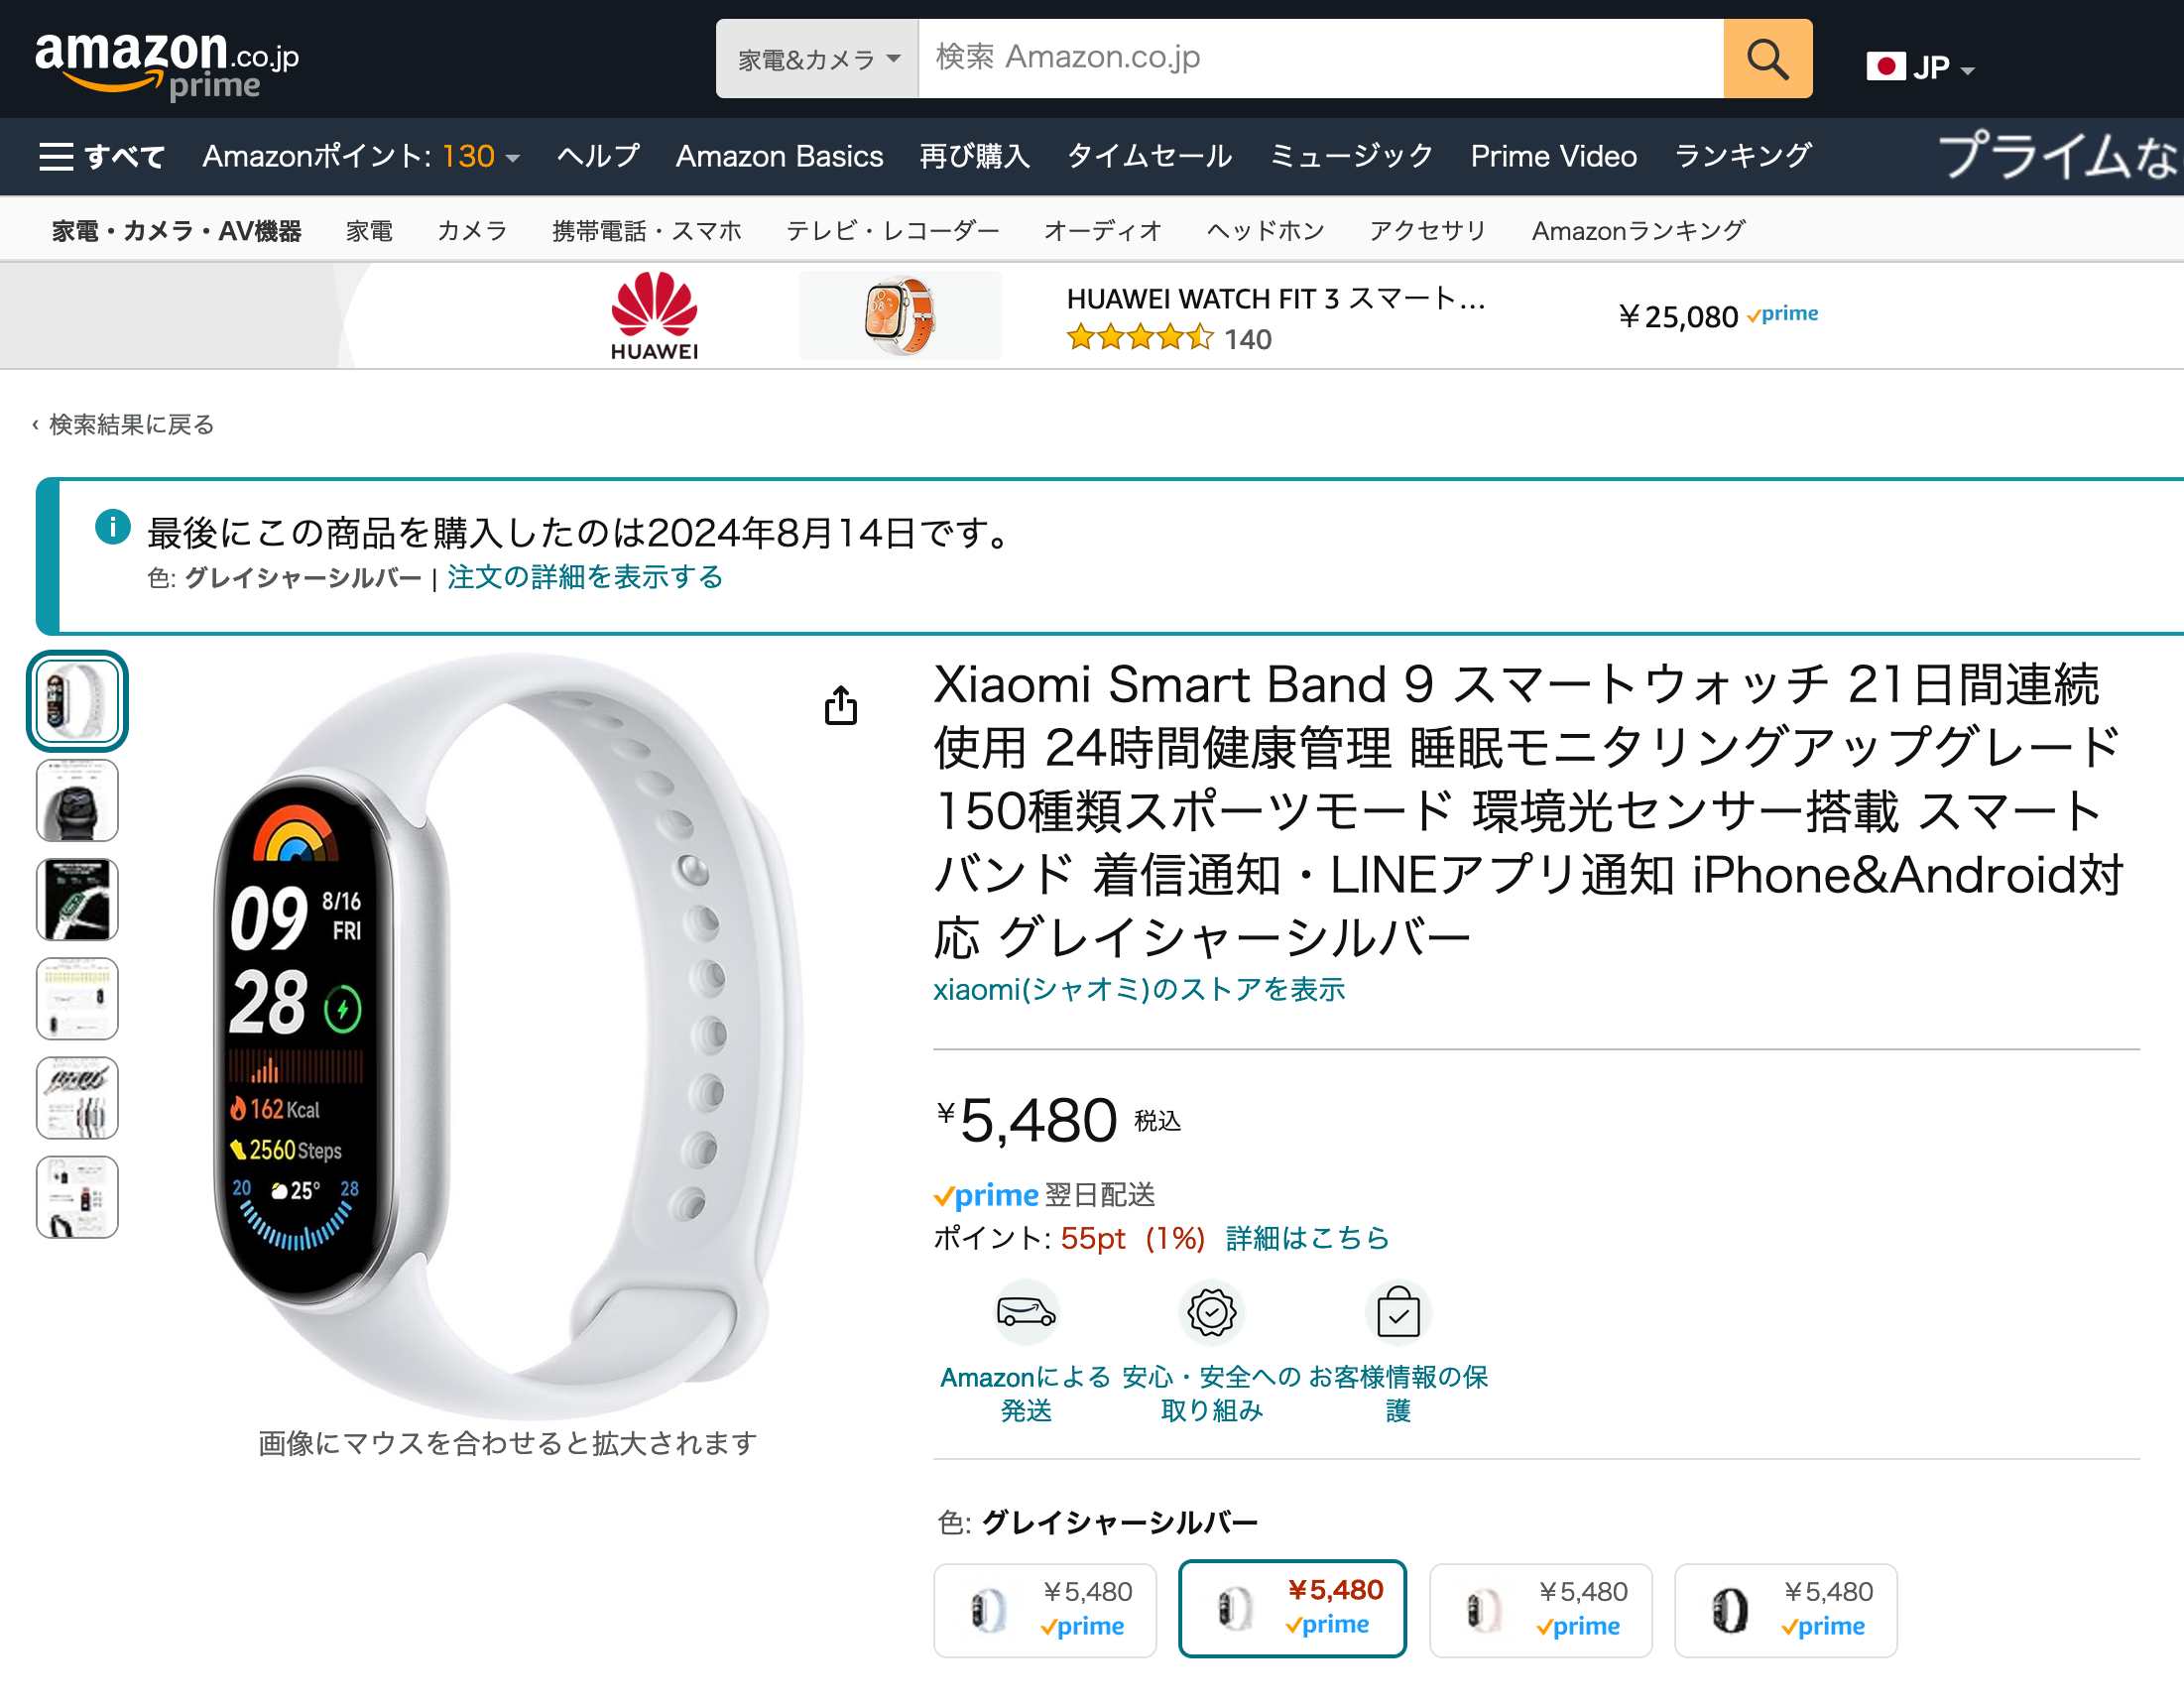 amazon.co.jp
prime
家電&カメラ
検索 Amazon.co.jp
JP
すべて
Amazonポイント: 130
ヘルプ
Amazon Basics
再び購入
タイムセール
ミュージック
Prime Video
ランキング
プライムな
家電・カメラ・AV機器
家電
カメラ
携帯電話・スマホ
テレビ・レコーダー
オーディオ
ヘッドホン
アクセサリ
Amazonランキング
HUAWEI
HUAWEI WATCH FIT 3 スマート...
140
￥25,080 prime
‹ 検索結果に戻る
最後にこの商品を購入したのは2024年8月14日です。
色: グレイシャーシルバー | 注文の詳細を表示する
09
8/16
FRI
28
162 Kcal
2560 Steps
20 25° 28
画像にマウスを合わせると拡大されます
Xiaomi Smart Band 9 スマートウォッチ 21日間連続
使用 24時間健康管理 睡眠モニタリングアップグレード
150種類スポーツモード 環境光センサー搭載 スマート
バンド 着信通知・LINEアプリ通知 iPhone&Android対
応 グレイシャーシルバー
xiaomi(シャオミ)のストアを表示
￥5,480 税込
prime 翌日配送
ポイント: 55pt (1%) 詳細はこちら
Amazonによる
発送
安心・安全への
取り組み
お客様情報の保
護
色: グレイシャーシルバー
￥5,480
prime
￥5,480
prime
￥5,480
prime
￥5,480
prime